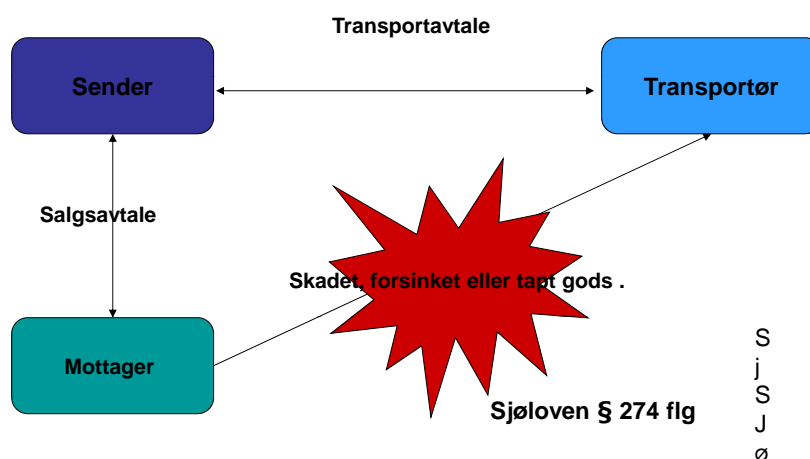 Transportavtale
Sender
Transportør
Salgsavtale
Skadet, forsinket eller tapt gods .
Mottager
Sjøloven § 274 flg
S
j
S
J
ø